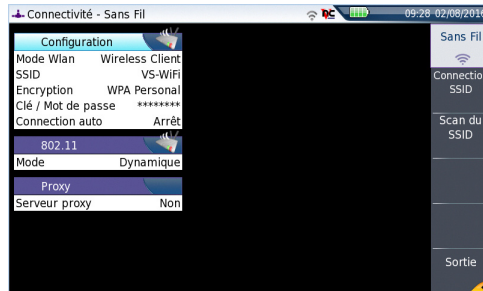 Connectivité - Sans Fil
09:28 02/08/2016
Configuration
Mode Wlan Wireless Client
SSID VS-WiFi
Encryption WPA Personal
Clé / Mot de passe ********
Connection auto Arrêt
802.11
Mode Dynamique
Proxy
Serveur proxy Non
Sans Fil
Connectio
SSID
Scan du
SSID
Sortie